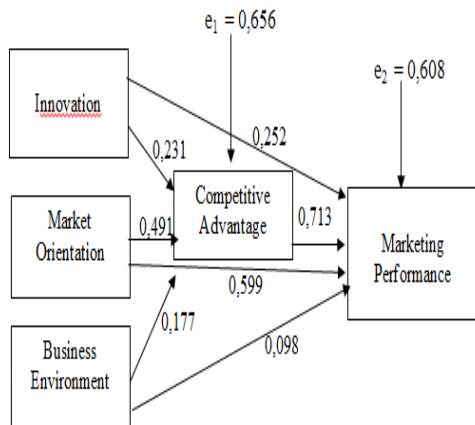 e₁ = 0,656
e₂ = 0,608
Innovation
0,252
0,231
Competitive
Advantage
Market
Orientation
0,491
0,713
Marketing
Performance
0,599
0,177
Business
Environment
0,098